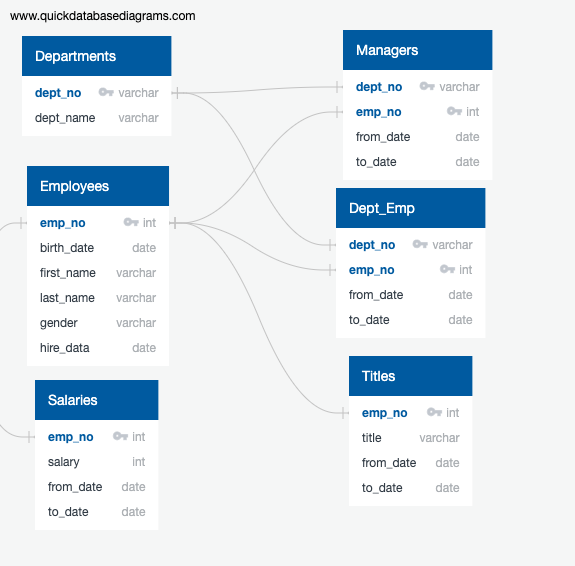 www.quickdatabasediagrams.com
Departments
dept_no varchar
dept_name varchar
Employees
emp_no int
birth_date date
first_name varchar
last_name varchar
gender varchar
hire_data date
Salaries
emp_no int
salary int
from_date date
to_date date
Managers
dept_no varchar
emp_no int
from_date date
to_date date
Dept_Emp
dept_no varchar
emp_no int
from_date date
to_date date
Titles
emp_no int
title varchar
from_date date
to_date date